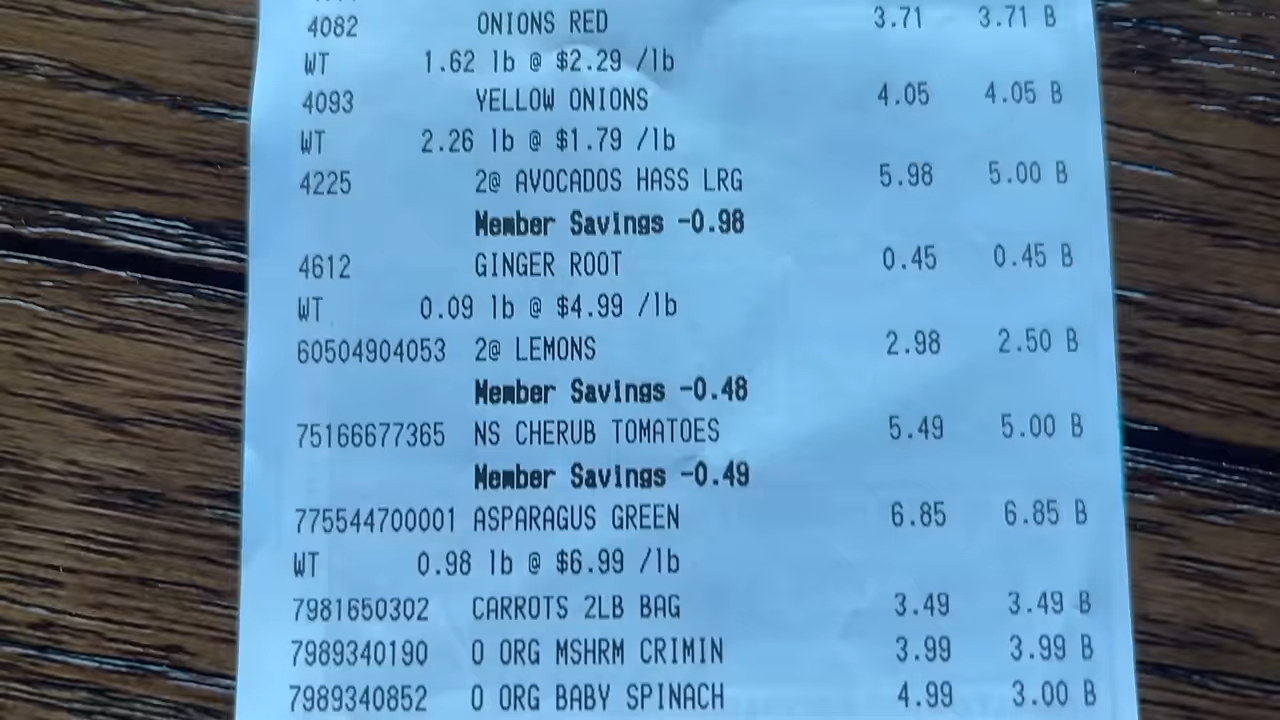 4082 ONIONS RED 3.71 3.71 B
WT 1.62 lb @ $2.29 /lb
4093 YELLOW ONIONS 4.05 4.05 B
WT 2.26 lb @ $1.79 /lb
4225 2@ AVOCADOS HASS LRG 5.98 5.00 B
Member Savings -0.98
4612 GINGER ROOT 0.45 0.45 B
WT 0.09 lb @ $4.99 /lb
60504904053 2@ LEMONS 2.98 2.50 B
Member Savings -0.48
75166677365 NS CHERUB TOMATOES 5.49 5.00 B
Member Savings -0.49
775544700001 ASPARAGUS GREEN 6.85 6.85 B
WT 0.98 lb @ $6.99 /lb
7981650302 CARROTS 2LB BAG 3.49 3.49 B
7989340190 O ORG MSHRM CRIMIN 3.99 3.99 B
7989340852 O ORG BABY SPINACH 4.99 3.00 B